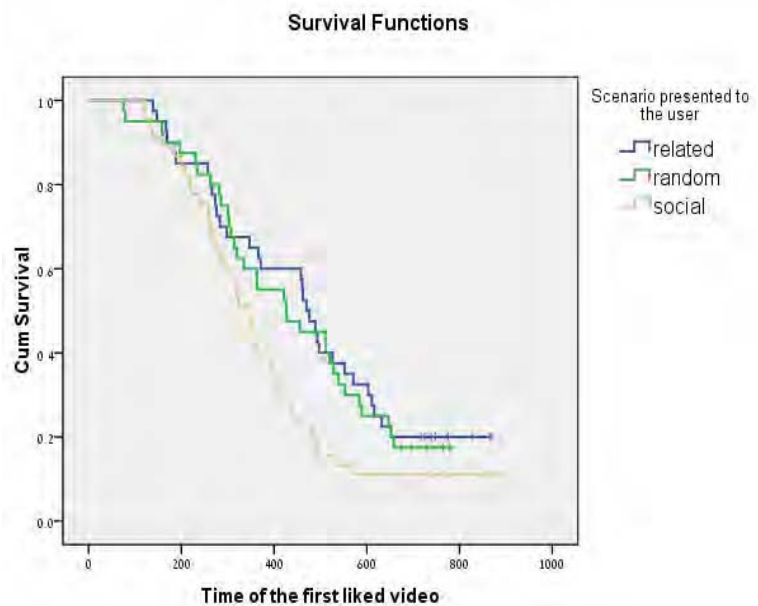 Survival Functions
Scenario presented to
the user
related
random
social
Cum Survival
1.0
0.8
0.6
0.4
0.2
0.0
0
200
400
600
800
1000
Time of the first liked video